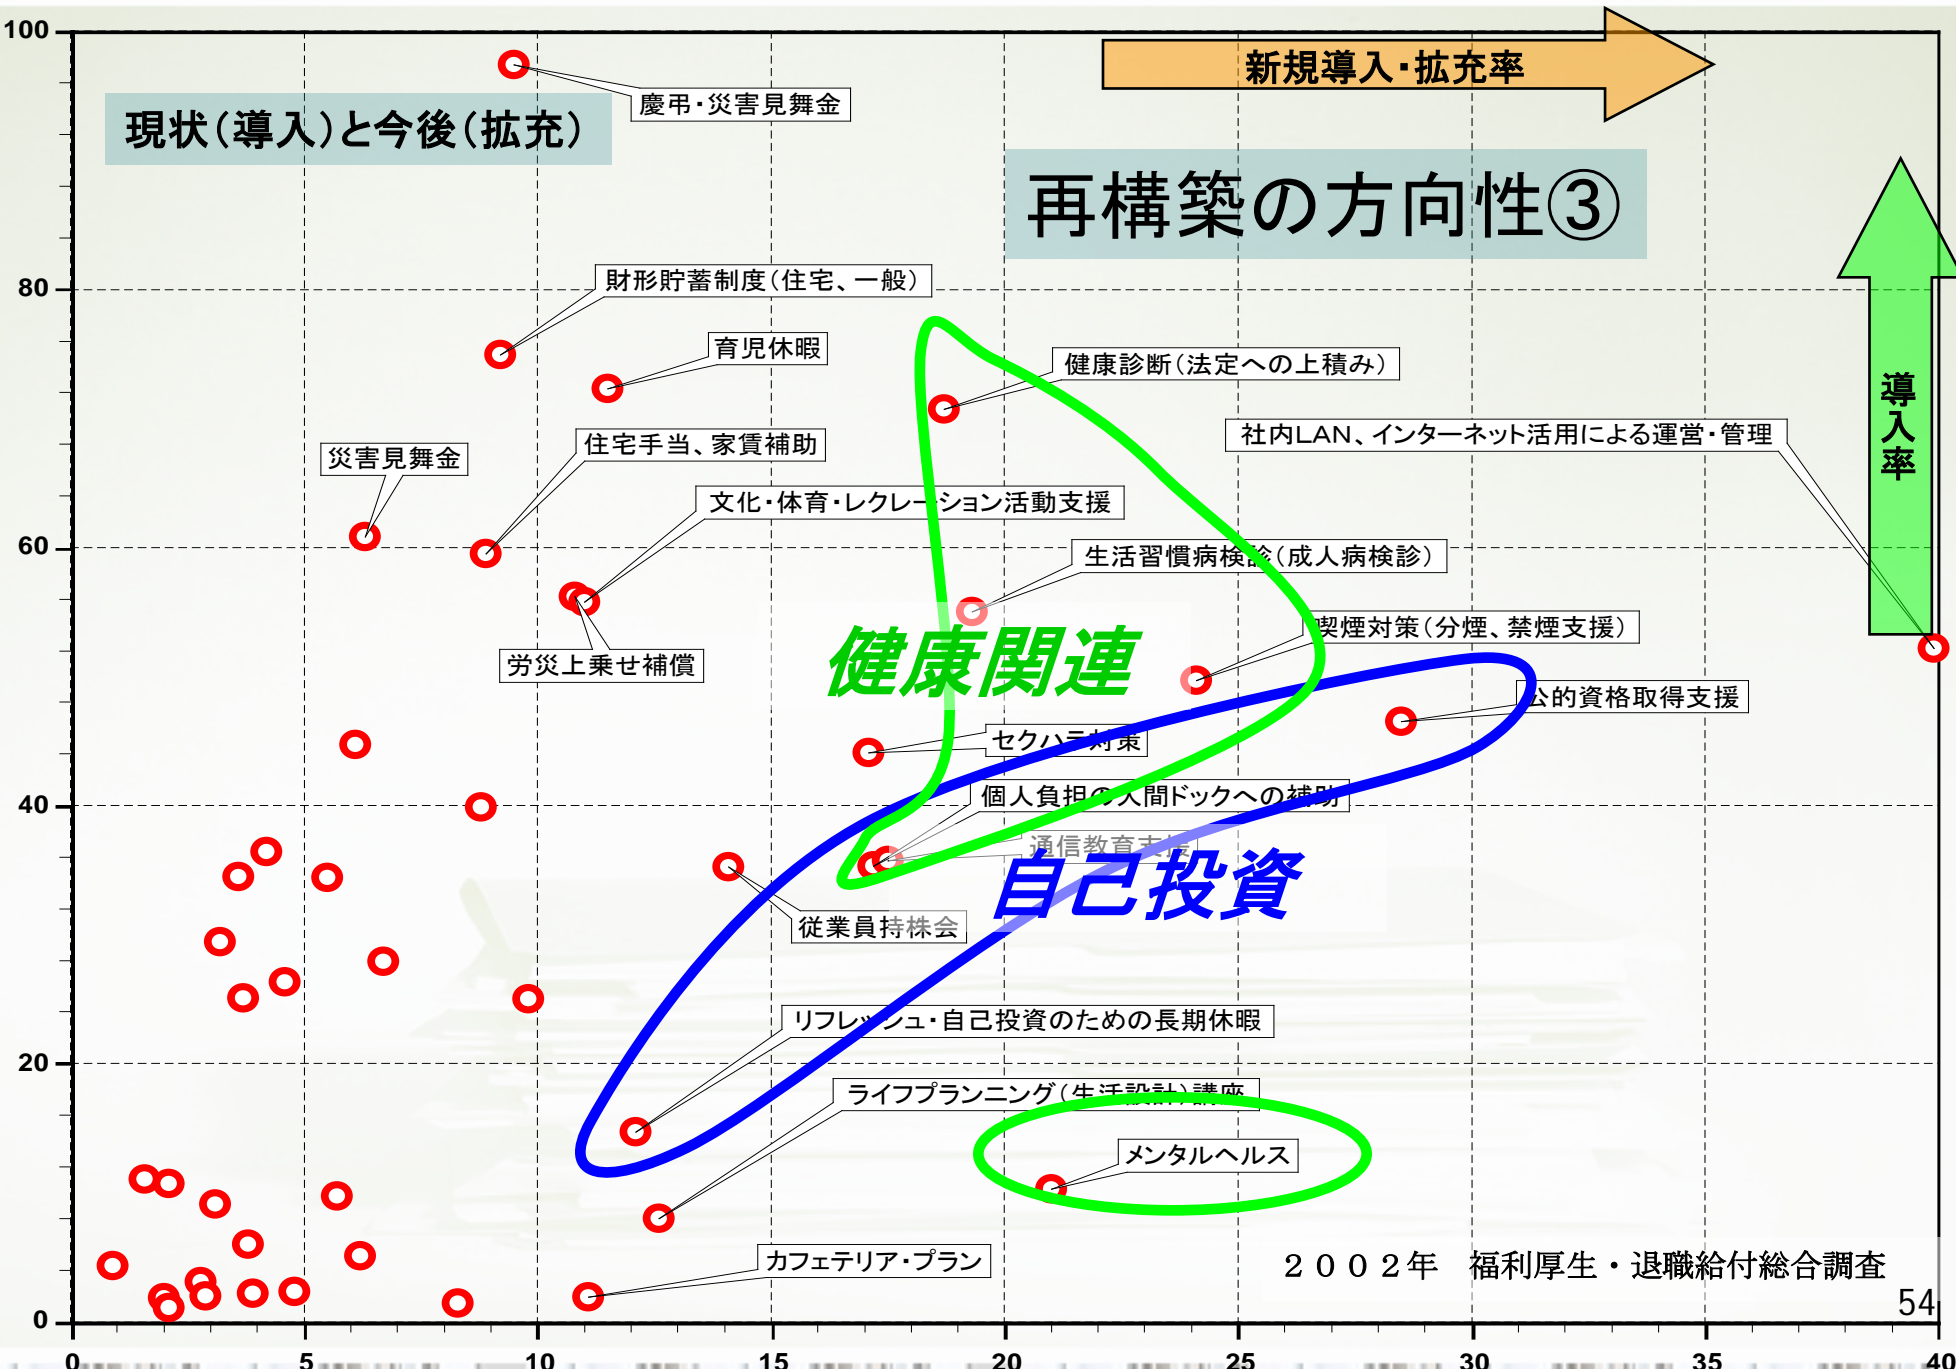 100
新規導入・拡充率
慶弔・災害見舞金
現状（導入）と今後（拡充）
再構築の方向性③
80
財形貯蓄制度（住宅、一般）
育児休暇
健康診断（法定への上積み）
導入率
社内LAN、インターネット活用による運営・管理
住宅手当、家賃補助
災害見舞金
文化・体育・レクレーション活動支援
60
生活習慣病検診（成人病検診）
喫煙対策（分煙、禁煙支援）
健康関連
労災上乗せ補償
公的資格取得支援
セクハラ対策
40
個人負担の人間ドックへの補助
通信教育支援
自己投資
従業員持株会
リフレッシュ・自己投資のための長期休暇
20
ライフプランニング（生活設計）講座
メンタルヘルス
カフェテリア・プラン
２００２年　福利厚生・退職給付総合調査
54
0
0 5 10 15 20 25 30 35 40